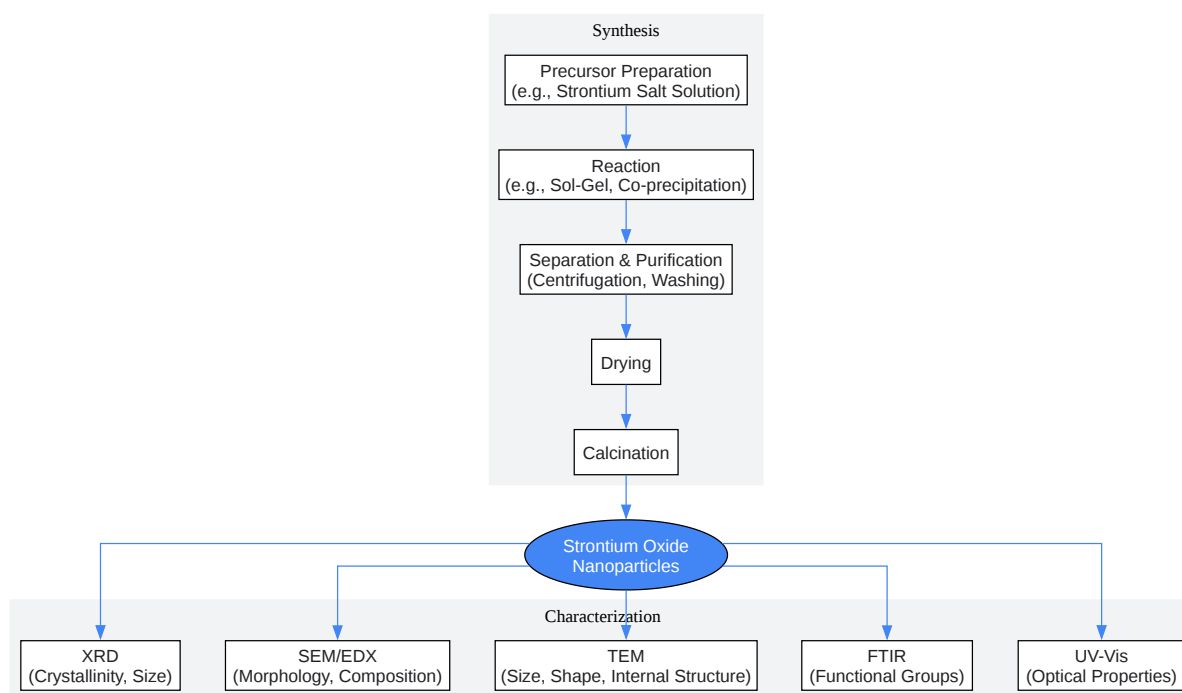 Synthesis
Precursor Preparation
(e.g., Strontium Salt Solution)
Reaction
(e.g., Sol-Gel, Co-precipitation)
Separation & Purification
(Centrifugation, Washing)
Drying
Calcination
Strontium Oxide
Nanoparticles
Characterization
XRD
(Crystallinity, Size)
SEM/EDX
(Morphology, Composition)
TEM
(Size, Shape, Internal Structure)
FTIR
(Functional Groups)
UV-Vis
(Optical Properties)